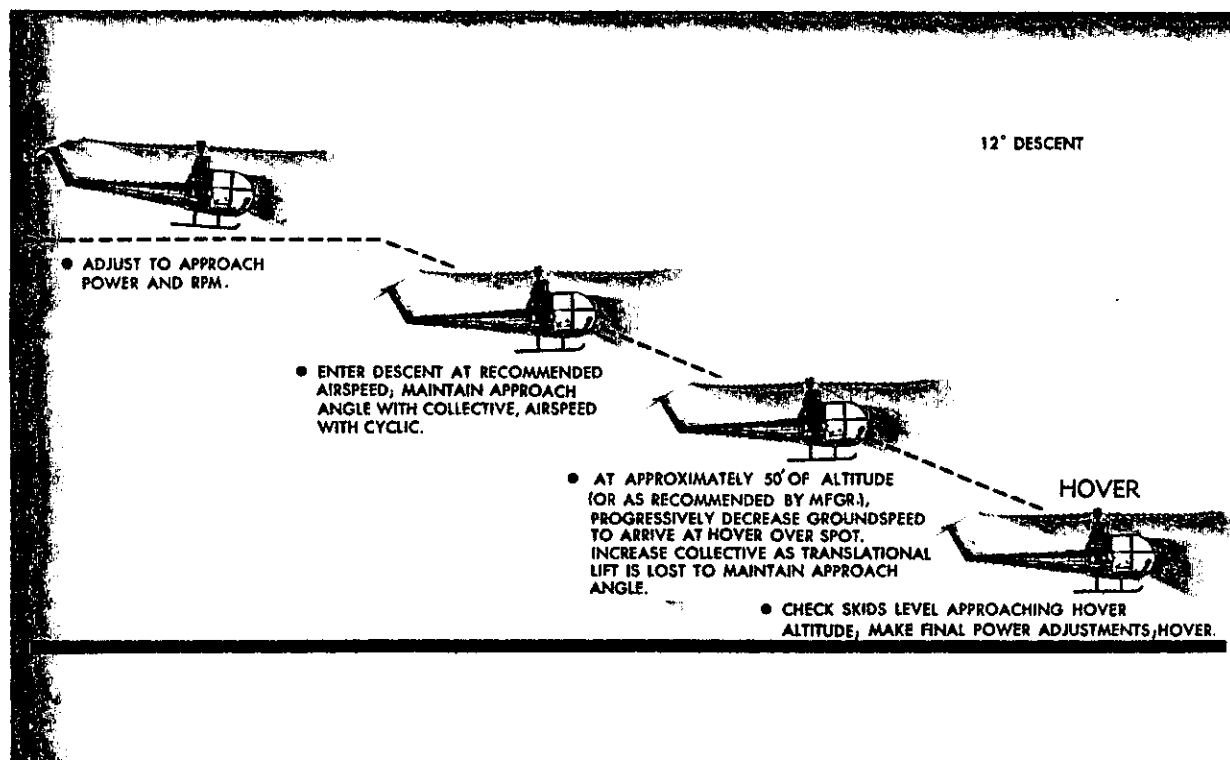 12° DESCENT
● ADJUST TO APPROACH
POWER AND RPM.
● ENTER DESCENT AT RECOMMENDED
AIRSPEED; MAINTAIN APPROACH
ANGLE WITH COLLECTIVE, AIRSPEED
WITH CYCLIC.
● AT APPROXIMATELY 50' OF ALTITUDE
(OR AS RECOMMENDED BY MFGR.),
PROGRESSIVELY DECREASE GROUNDSPEED
TO ARRIVE AT HOVER OVER SPOT.
INCREASE COLLECTIVE AS TRANSLATIONAL
LIFT IS LOST TO MAINTAIN APPROACH
ANGLE.
HOVER
● CHECK SKIDS LEVEL APPROACHING HOVER
ALTITUDE; MAKE FINAL POWER ADJUSTMENTS; HOVER.